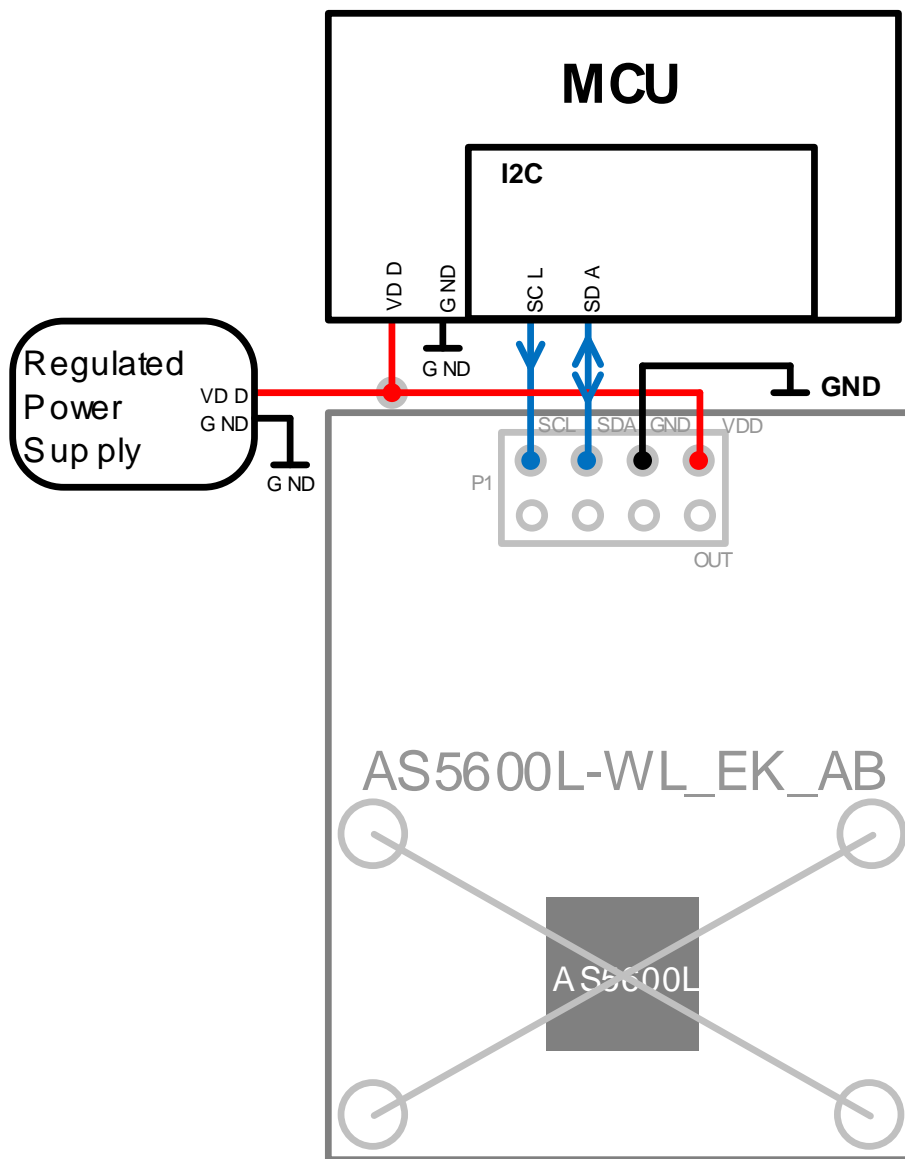 MCU
I2C
VDD
GND
SCL
SDA
GND
Regulated
Power
Supply
VDD
GND
GND
GND
SCL
SDA
GND
VDD
P1
OUT
AS5600L-WL_EK_AB
AS5600L